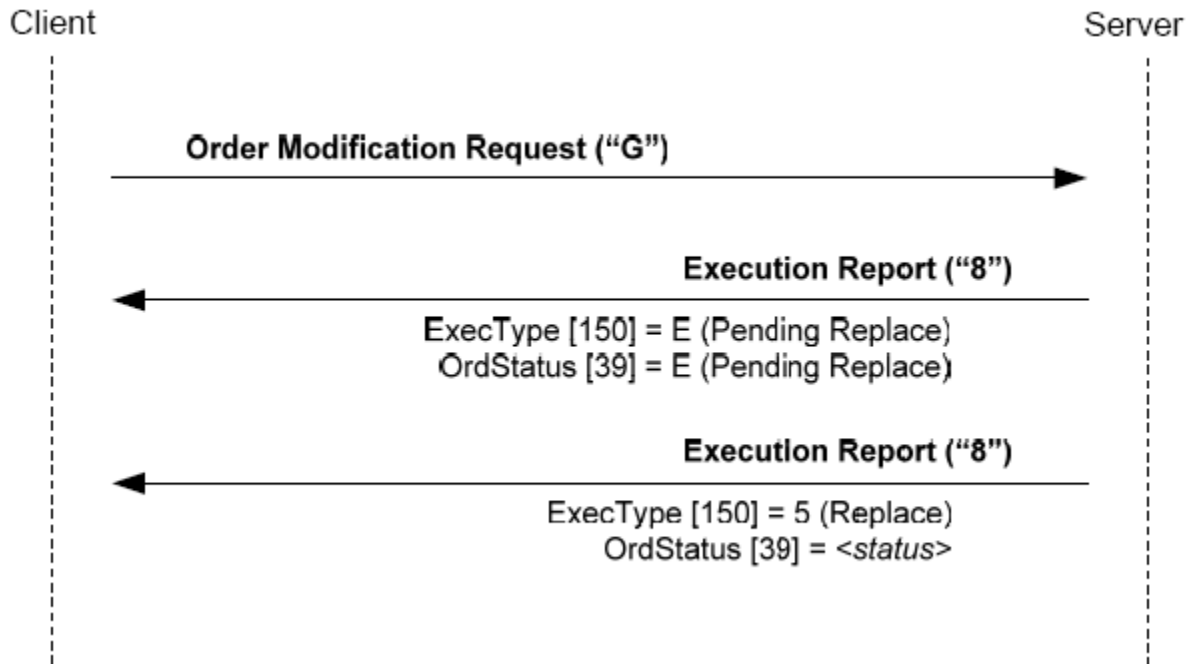 Client
Server
Order Modification Request (“G”)
Execution Report (“8”)
ExecType [150] = E (Pending Replace)
OrdStatus [39] = E (Pending Replace)
Execution Report (“8”)
ExecType [150] = 5 (Replace)
OrdStatus [39] = <status>